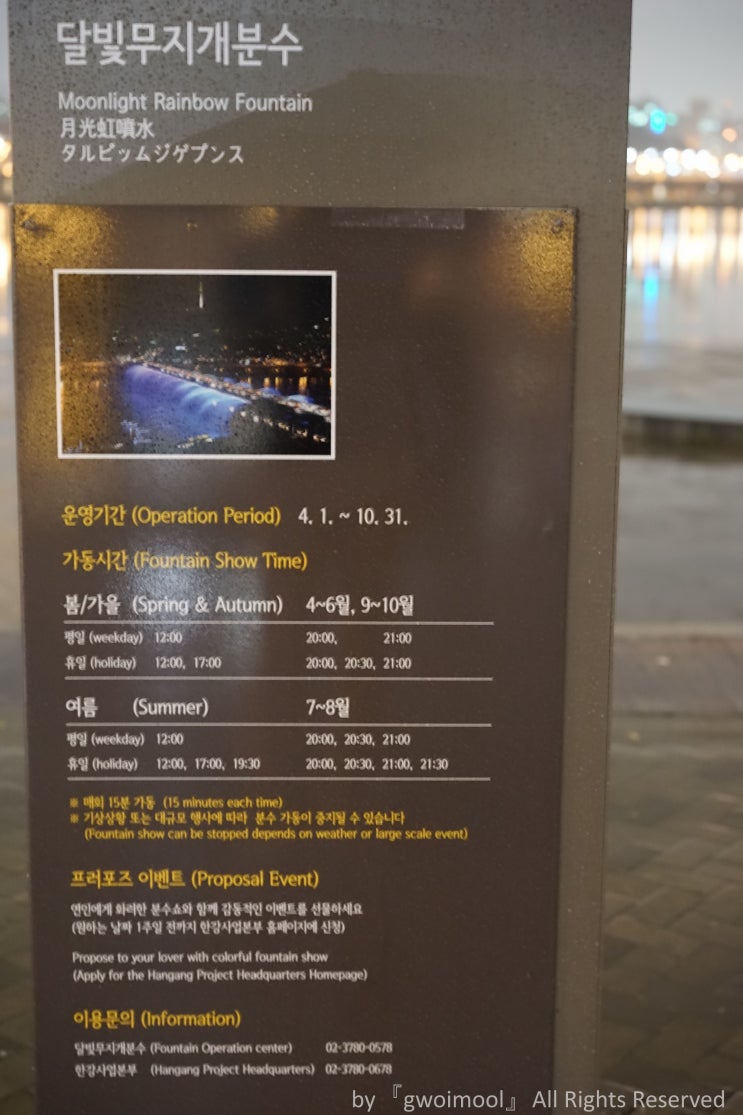 달빛무지개분수
Moonlight Rainbow Fountain
月光虹噴水
タルピッムジゲプンス
운영기간 (Operation Period) 4. 1. ~ 10. 31.
가동시간 (Fountain Show Time)
봄/가을 (Spring & Autumn) 4~6월, 9~10월
평일 (weekday) 12:00 20:00, 21:00
휴일 (holiday) 12:00, 17:00 20:00, 20:30, 21:00
여름 (Summer) 7~8월
평일 (weekday) 12:00 20:00, 20:30, 21:00
휴일 (holiday) 12:00, 17:00, 19:30 20:00, 20:30, 21:00, 21:30
※ 매회 15분 가동 (15 minutes each time)
※ 기상상황 또는 대규모 행사에 따라 분수 가동이 중지될 수 있습니다
(Fountain show can be stopped depends on weather or large scale event)
프러포즈 이벤트 (Proposal Event)
연인에게 화려한 분수쇼와 함께 감동적인 이벤트를 선물하세요
(원하는 날짜 1주일 전까지 한강사업본부 홈페이지에 신청)
Propose to your lover with colorful fountain show
(Apply for the Hangang Project Headquarters Homepage)
이용문의 (Information)
달빛무지개분수 (Fountain Operation center) 02-3780-0578
한강사업본부 (Hangang Project Headquarters) 02-3780-0678
by 『gwoimool』 All Rights Reserved